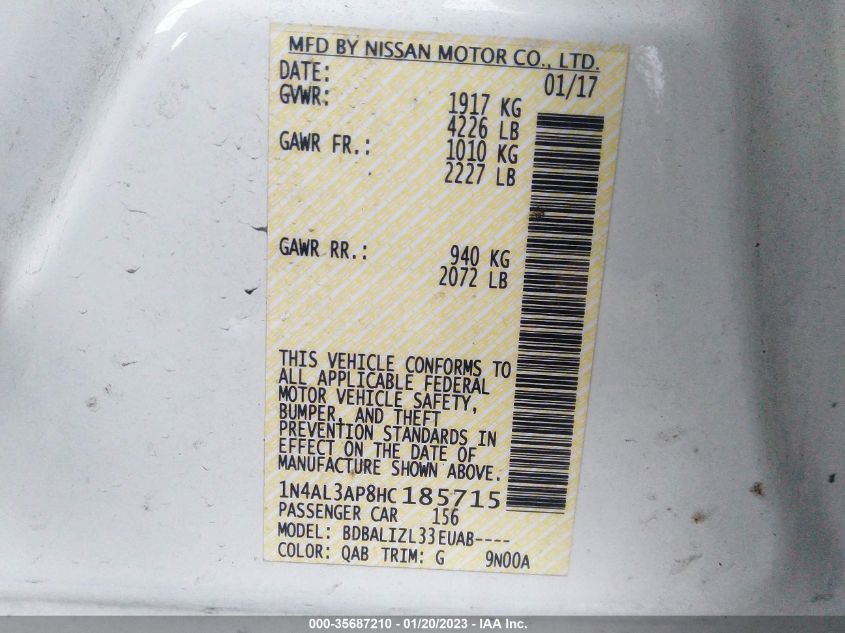 MFD BY NISSAN MOTOR CO., LTD.
DATE: 01/17
GVWR: 1917 KG
4226 LB
GAWR FR.: 1010 KG
2227 LB
GAWR RR.: 940 KG
2072 LB
THIS VEHICLE CONFORMS TO
ALL APPLICABLE FEDERAL
MOTOR VEHICLE SAFETY,
BUMPER, AND THEFT
PREVENTION STANDARDS IN
EFFECT ON THE DATE OF
MANUFACTURE SHOWN ABOVE.
1N4AL3AP8HC185715
PASSENGER CAR 156
MODEL: BDBALIZL33EUAB----
COLOR: QAB TRIM: G 9N00A
000-35687210 - 01/20/2023 - IAA Inc.